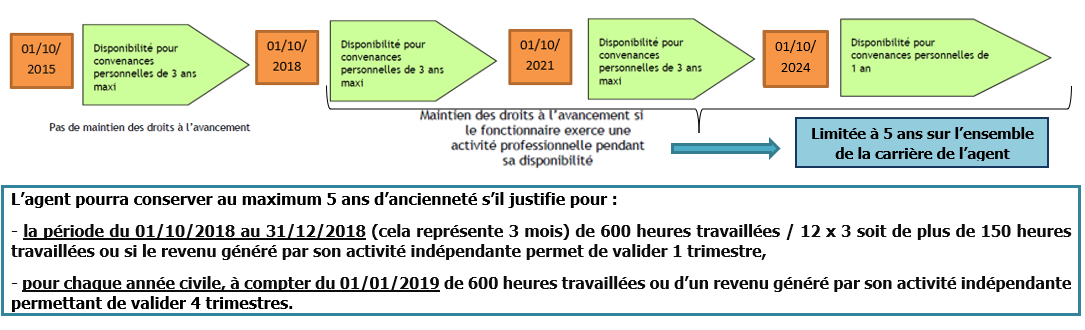 01/10/
2015
Disponibilité pour
convenances
personnelles de 3 ans
maxi
01/10/
2018
Disponibilité pour
convenances
personnelles de 3 ans
maxi
01/10/
2021
Disponibilité pour
convenances
personnelles de 3 ans
maxi
01/10/
2024
Disponibilité pour
convenances personnelles de
1 an
Pas de maintien des droits à l'avancement
Maintien des droits à l'avancement si
le fonctionnaire exerce une
activité professionnelle pendant
sa disponibilité
Limitée à 5 ans sur l'ensemble
de la carrière de l'agent
L'agent pourra conserver au maximum 5 ans d'ancienneté s'il justifie pour :
- la période du 01/10/2018 au 31/12/2018 (cela représente 3 mois) de 600 heures travaillées / 12 x 3 soit de plus de 150 heures
travaillées ou si le revenu généré par son activité indépendante permet de valider 1 trimestre,
- pour chaque année civile, à compter du 01/01/2019 de 600 heures travaillées ou d'un revenu généré par son activité indépendante
permettant de valider 4 trimestres.